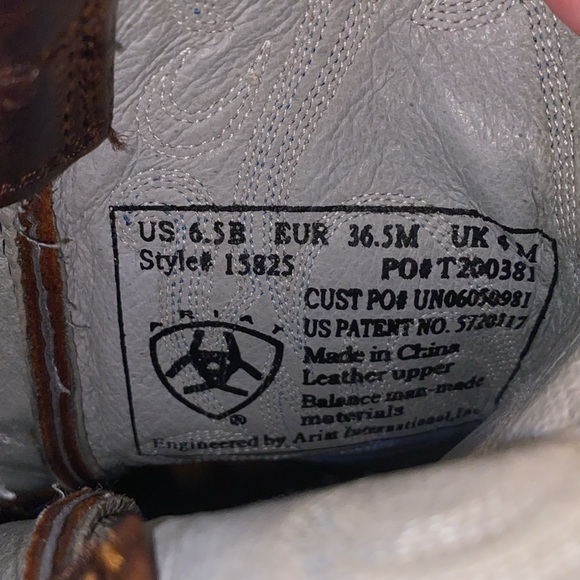 US 6.5B EUR 36.5M UK 4 M
Style# 15825 PO# T200381
CUST PO# UN06050981
ARIAT
US PATENT NO. 5720117
Made in China
Leather upper
Balance man-made
materials
®
Engineered by Ariat International, Inc.